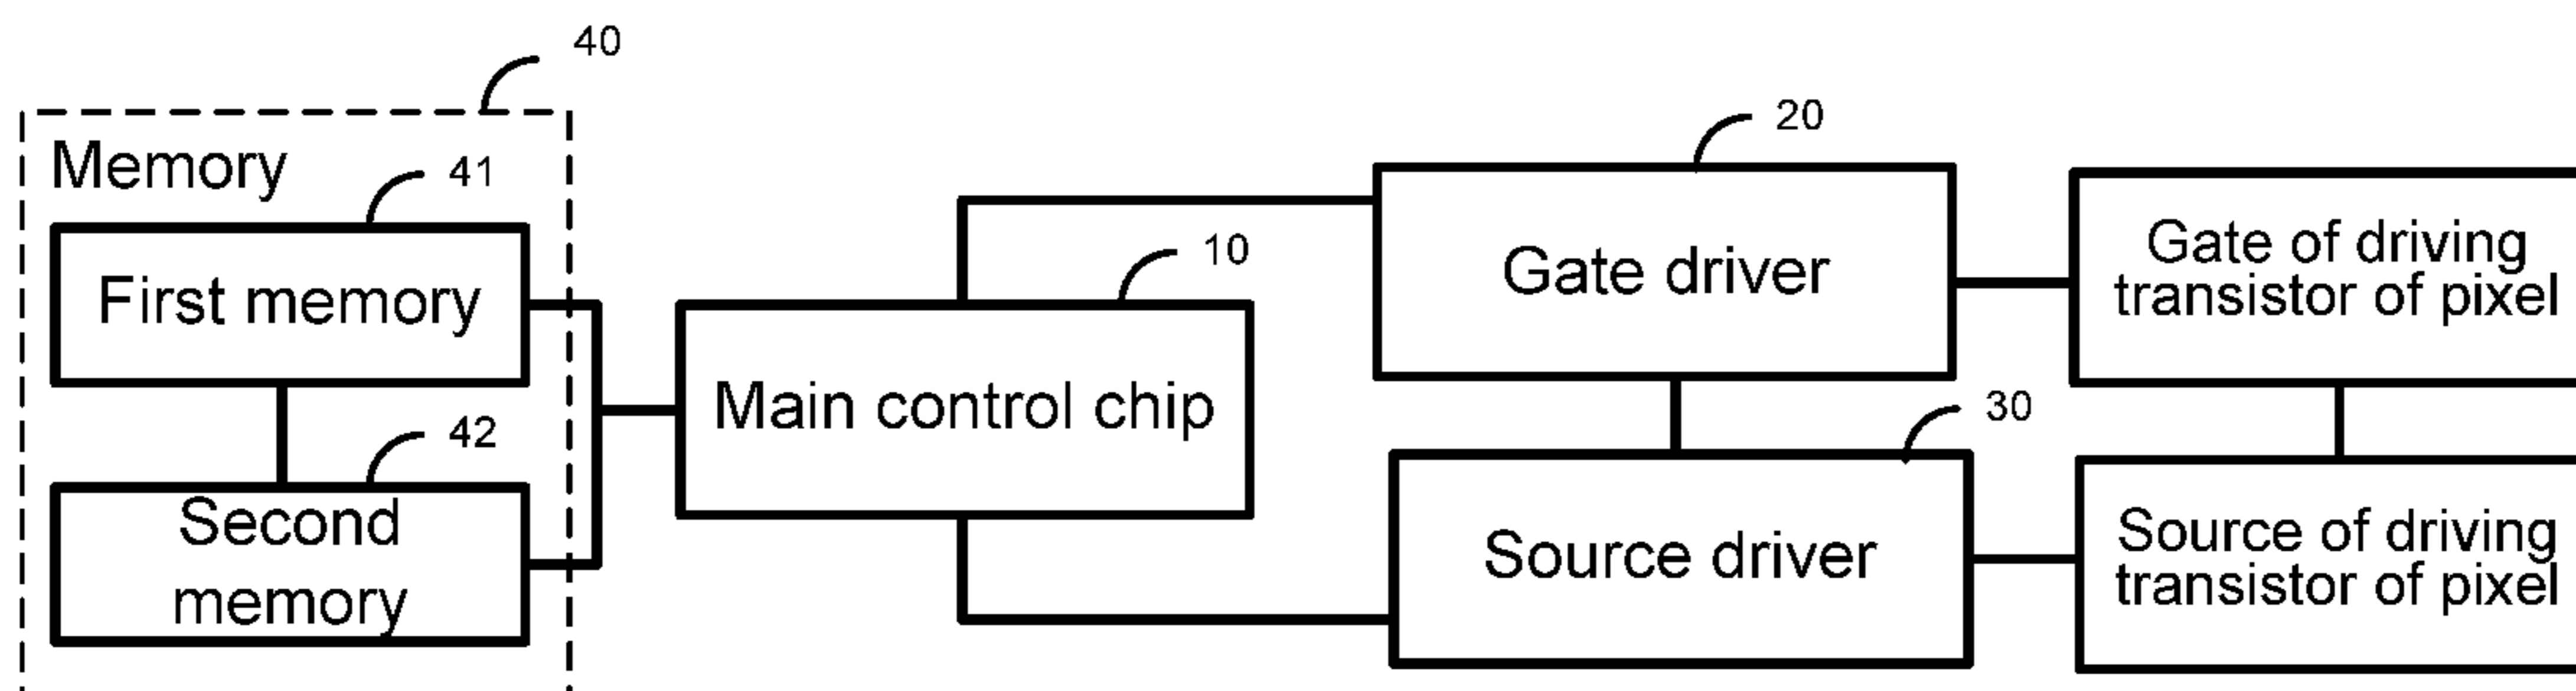 40
Memory
41
First memory
42
Second
memory
10
Main control chip
20
Gate driver
30
Source driver
Gate of driving
transistor of pixel
Source of driving
transistor of pixel